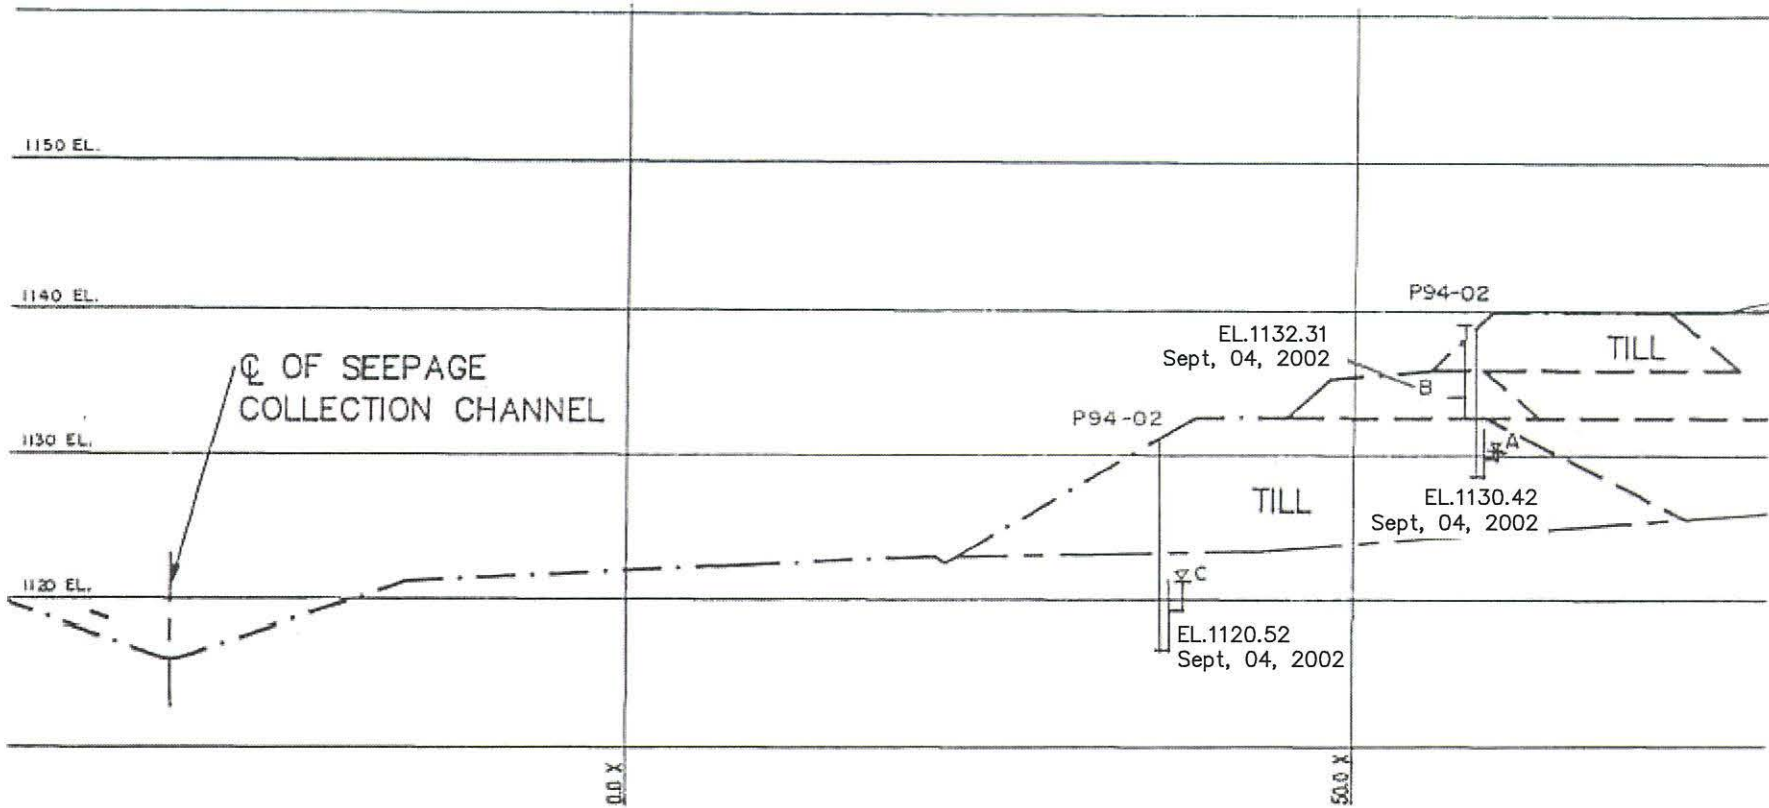 1150 EL.
1140 EL.
P94-02
EL.1132.31
Sept, 04, 2002
TILL
℄ OF SEEPAGE
COLLECTION CHANNEL
B
P94-02
1130 EL.
A
TILL
EL.1130.42
Sept, 04, 2002
1120 EL.
C
EL.1120.52
Sept, 04, 2002
0.0 X
50.0 X